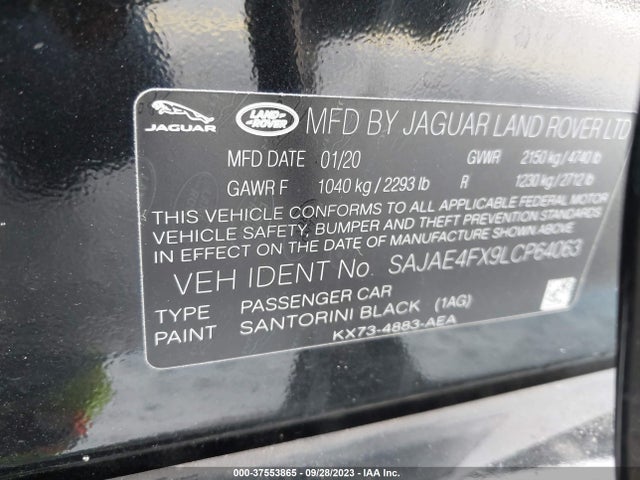 JAGUAR LAND-ROVER MFD BY JAGUAR LAND ROVER LTD
MFD DATE 01/20 GVWR 2150 kg / 4740 lb
GAWR F 1040 kg / 2293 lb R 1230 kg / 2712 lb
THIS VEHICLE CONFORMS TO ALL APPLICABLE FEDERAL MOTOR
VEHICLE SAFETY, BUMPER AND THEFT PREVENTION STANDARDS
IN EFFECT ON THE DATE OF MANUFACTURE SHOWN ABOVE
VEH IDENT No. SAJAE4FX9LCP64063
TYPE PASSENGER CAR
PAINT SANTORINI BLACK (1AG)
KX73-4883-AEA
000-37553865 - 09/28/2023 - IAA Inc.